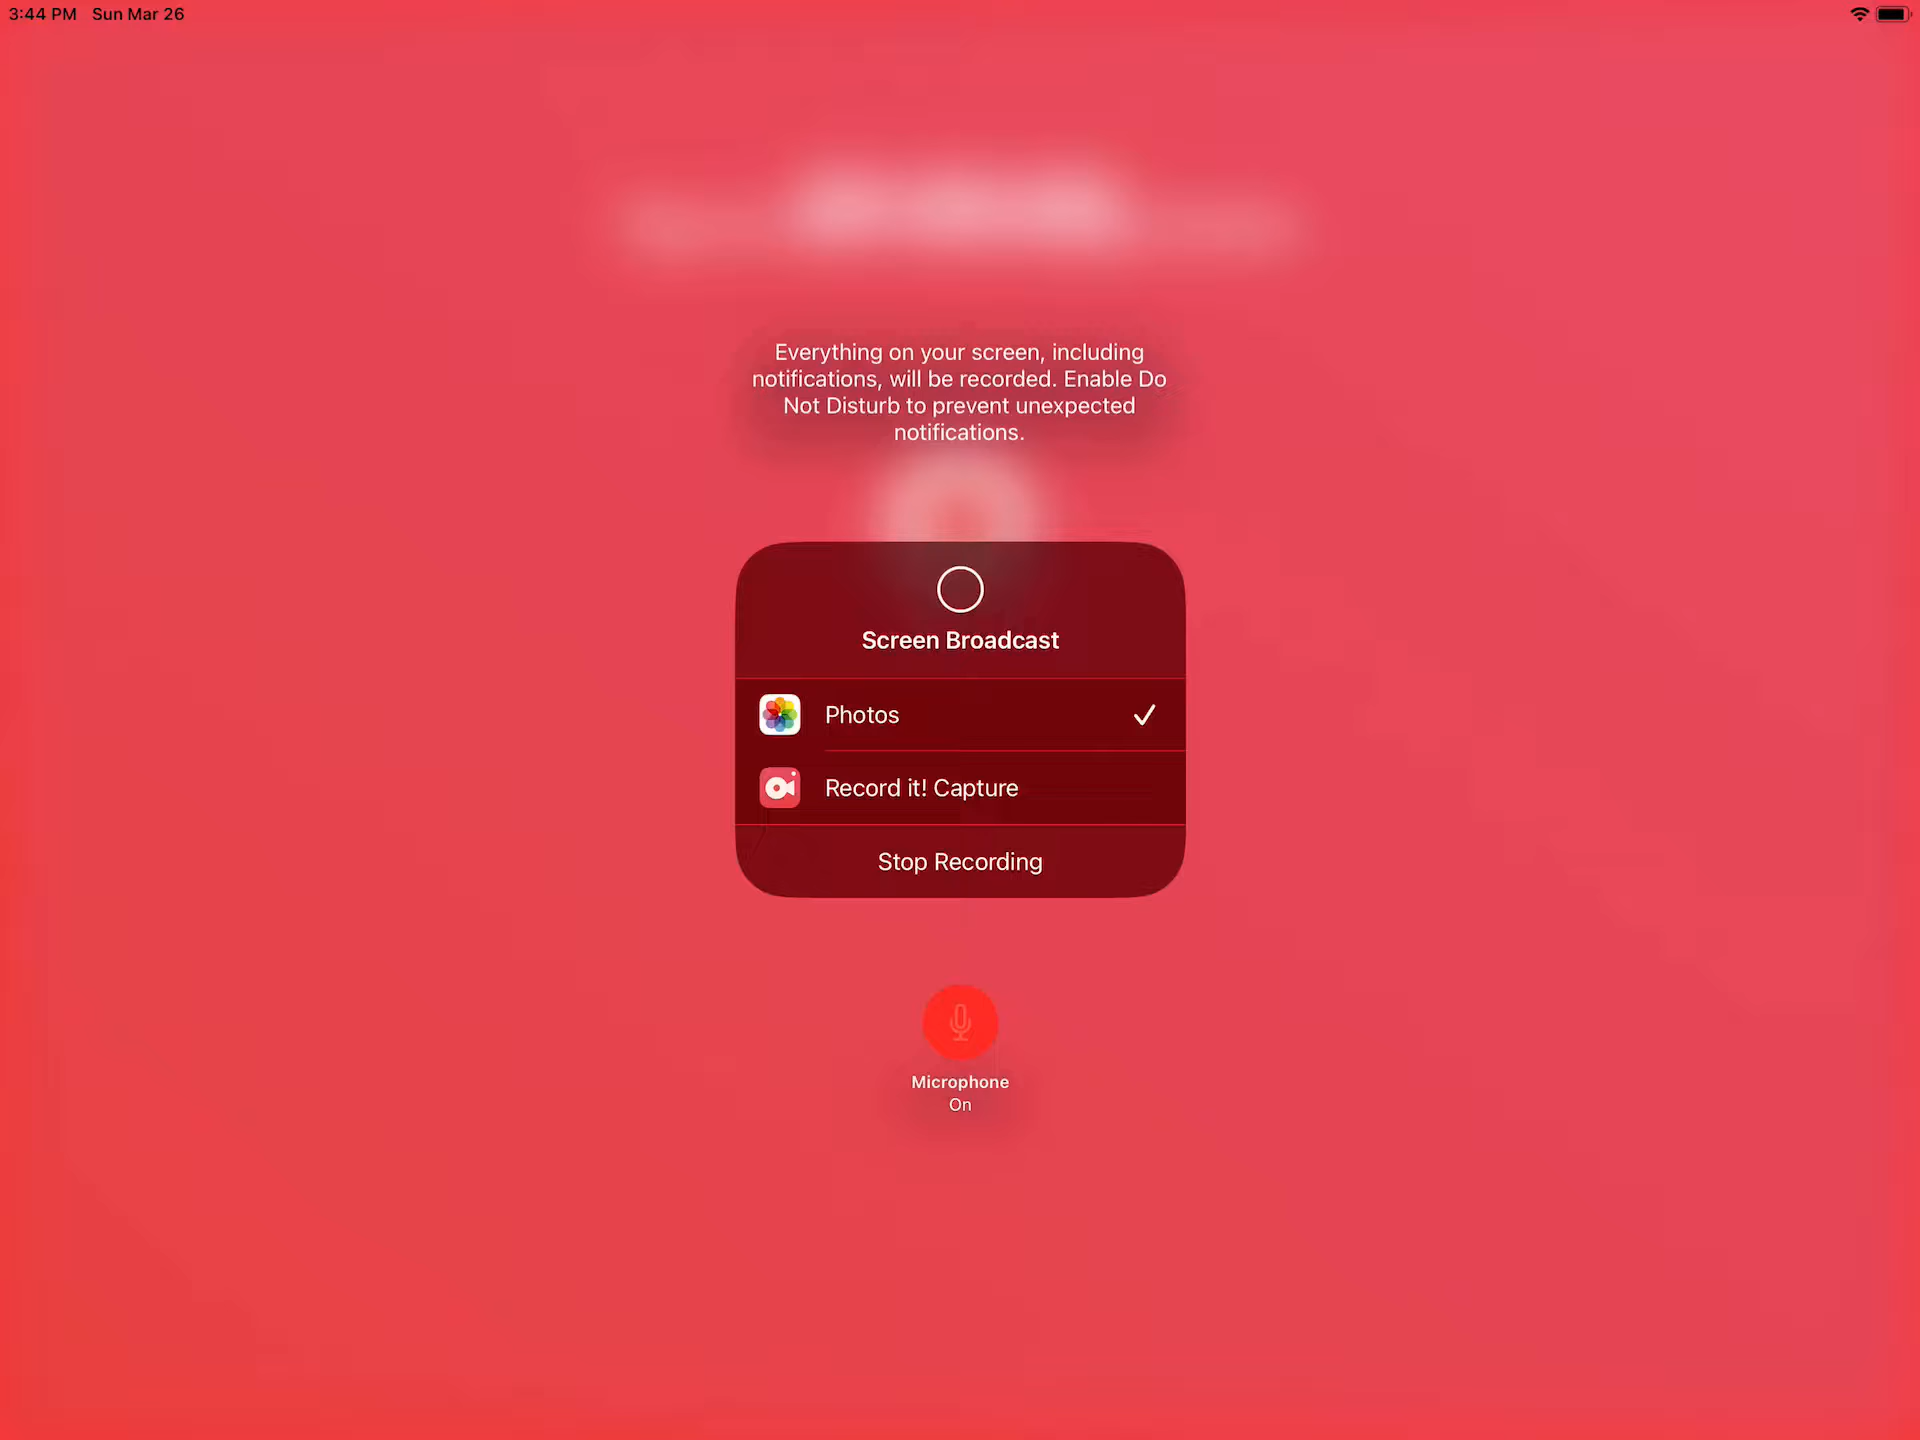 3:44 PM Sun Mar 26
Everything on your screen, including
notifications, will be recorded. Enable Do
Not Disturb to prevent unexpected
notifications.
Screen Broadcast
Photos
Record it! Capture
Stop Recording
Microphone
On